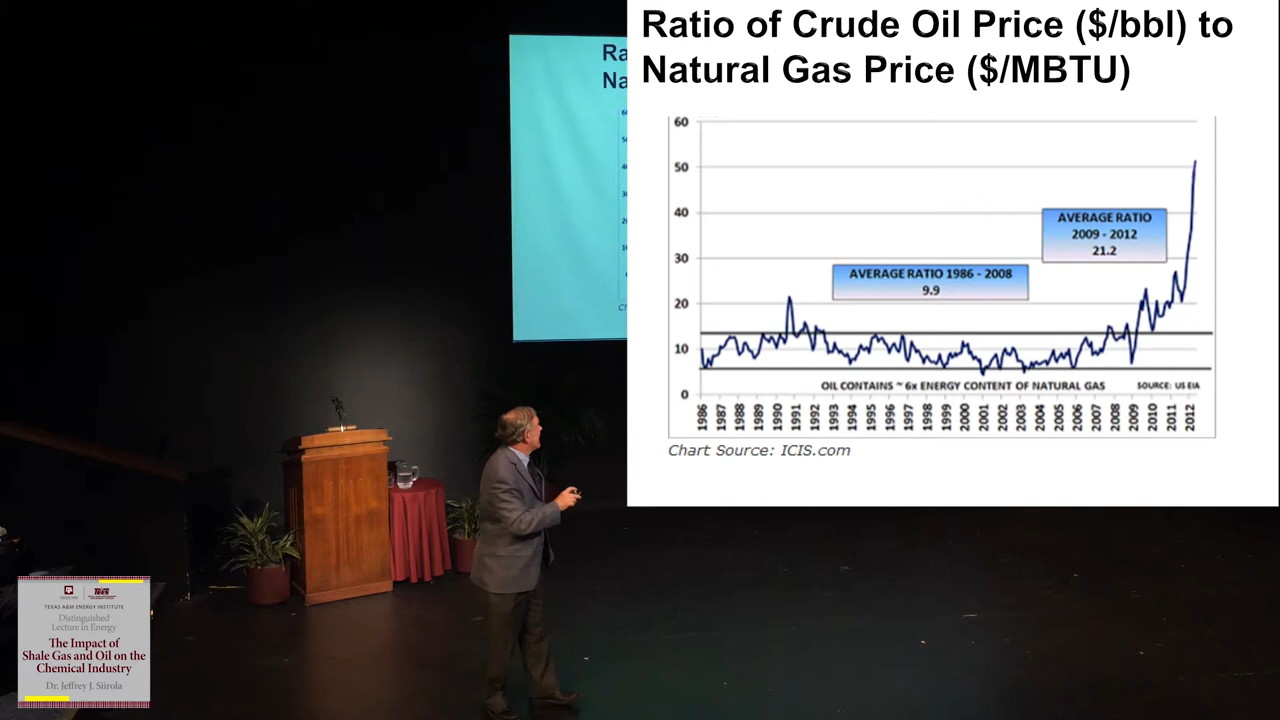 Ratio of Crude Oil Price ($/bbl) to
Natural Gas Price ($/MBTU)
60
50
40
30
20
10
0
AVERAGE RATIO
2009 - 2012
21.2
AVERAGE RATIO 1986 - 2008
9.9
OIL CONTAINS ~ 6x ENERGY CONTENT OF NATURAL GAS
SOURCE: US EIA
1986 1987 1988 1989 1990 1991 1992 1993 1994 1995 1996 1997 1998 1999 2000 2001 2002 2003 2004 2005 2006 2007 2008 2009 2010 2011 2012
Chart Source: ICIS.com
Ra
Na
TEXAS A&M ENERGY INSTITUTE
Distinguished
Lecture in Energy
The Impact of
Shale Gas and Oil on the
Chemical Industry
Dr. Jeffrey J. Siirola